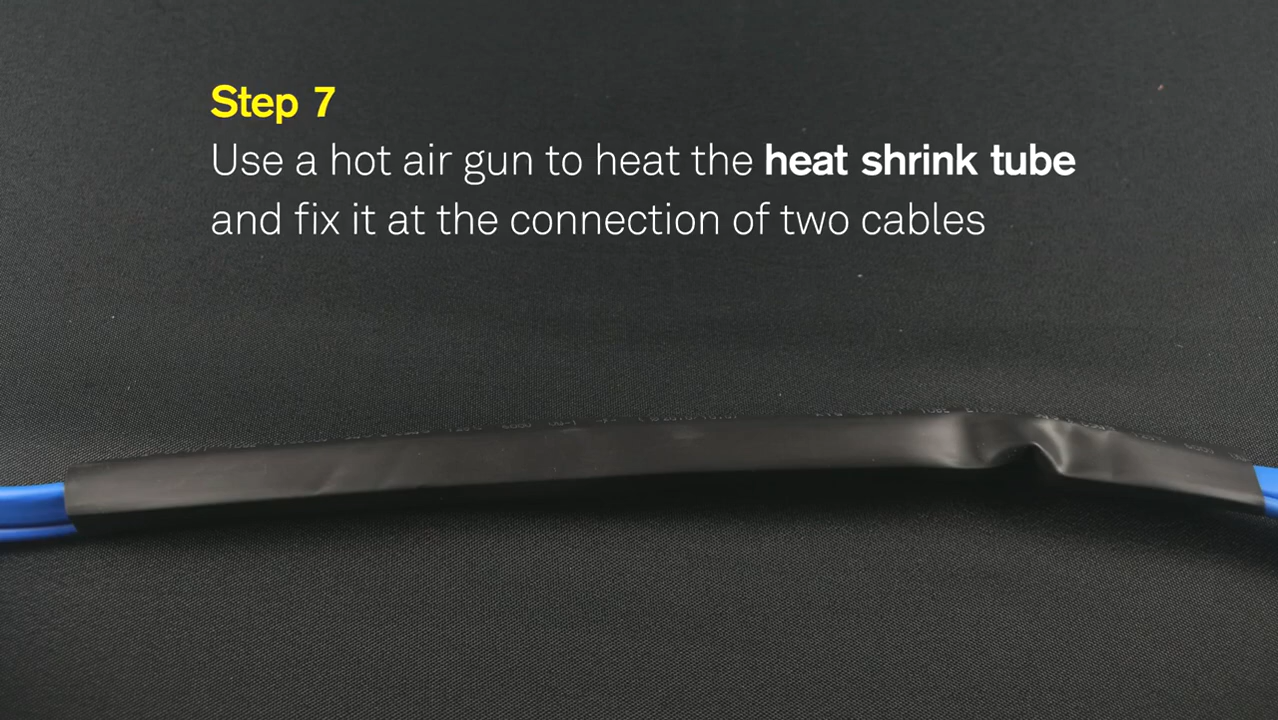 Step 7
Use a hot air gun to heat the heat shrink tube
and fix it at the connection of two cables